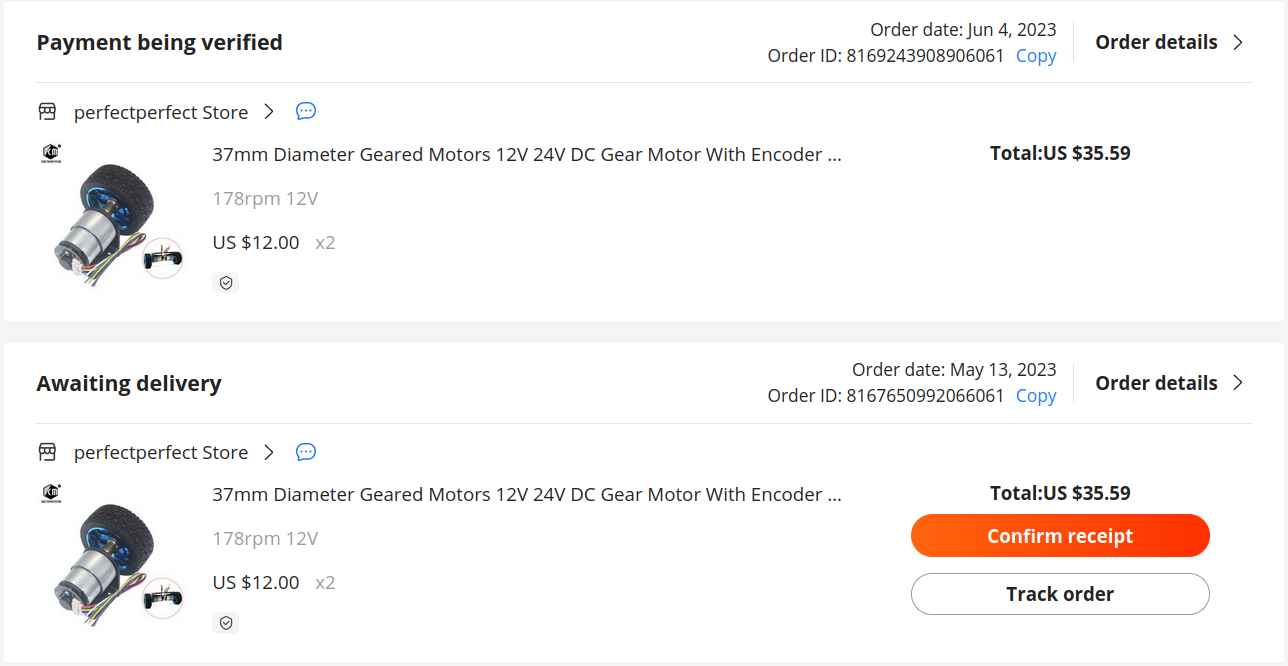 Payment being verified
Order date: Jun 4, 2023
Order ID: 8169243908906061 Copy
Order details
perfectperfect Store
37mm Diameter Geared Motors 12V 24V DC Gear Motor With Encoder ...
Total:US $35.59
178rpm 12V
US $12.00 x2
Awaiting delivery
Order date: May 13, 2023
Order ID: 8167650992066061 Copy
Order details
perfectperfect Store
37mm Diameter Geared Motors 12V 24V DC Gear Motor With Encoder ...
Total:US $35.59
Confirm receipt
178rpm 12V
US $12.00 x2
Track order